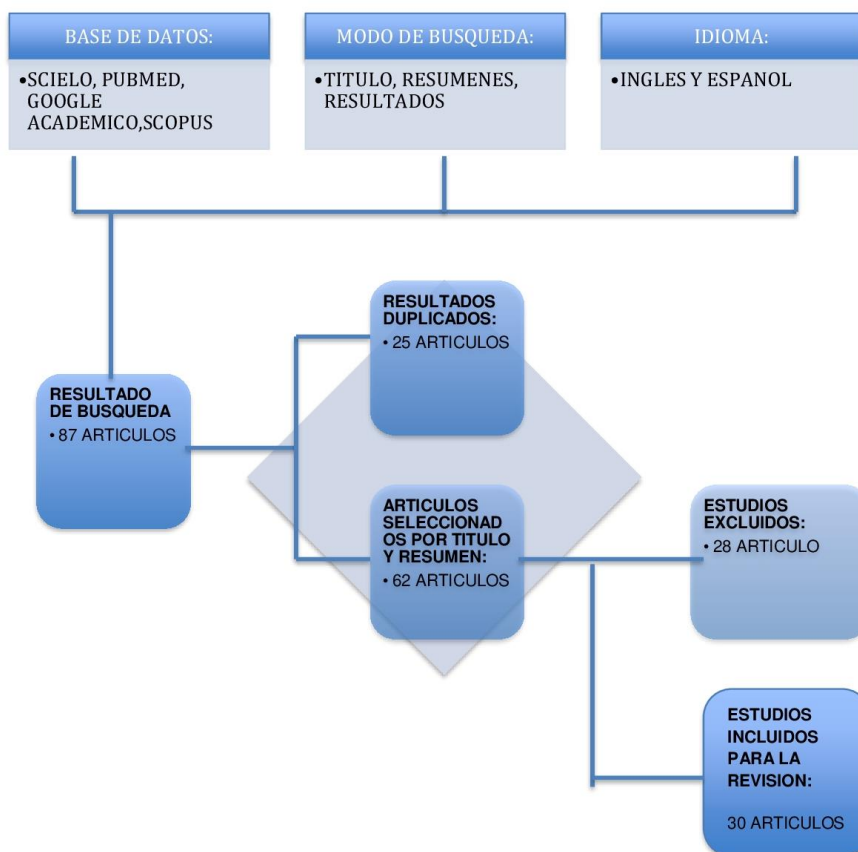 BASE DE DATOS:
•SCIELO, PUBMED,
GOOGLE
ACADEMICO,SCOPUS
MODO DE BUSQUEDA:
•TITULO, RESUMENES,
RESULTADOS
IDIOMA:
•INGLES Y ESPANOL
RESULTADO
DE BUSQUEDA
• 87 ARTICULOS
RESULTADOS
DUPLICADOS:
• 25 ARTICULOS
ARTICULOS
SELECCIONAD
OS POR TITULO
Y RESUMEN:
• 62 ARTICULOS
ESTUDIOS
EXCLUIDOS:
• 28 ARTICULO
ESTUDIOS
INCLUIDOS
PARA LA
REVISION:
30 ARTICULOS